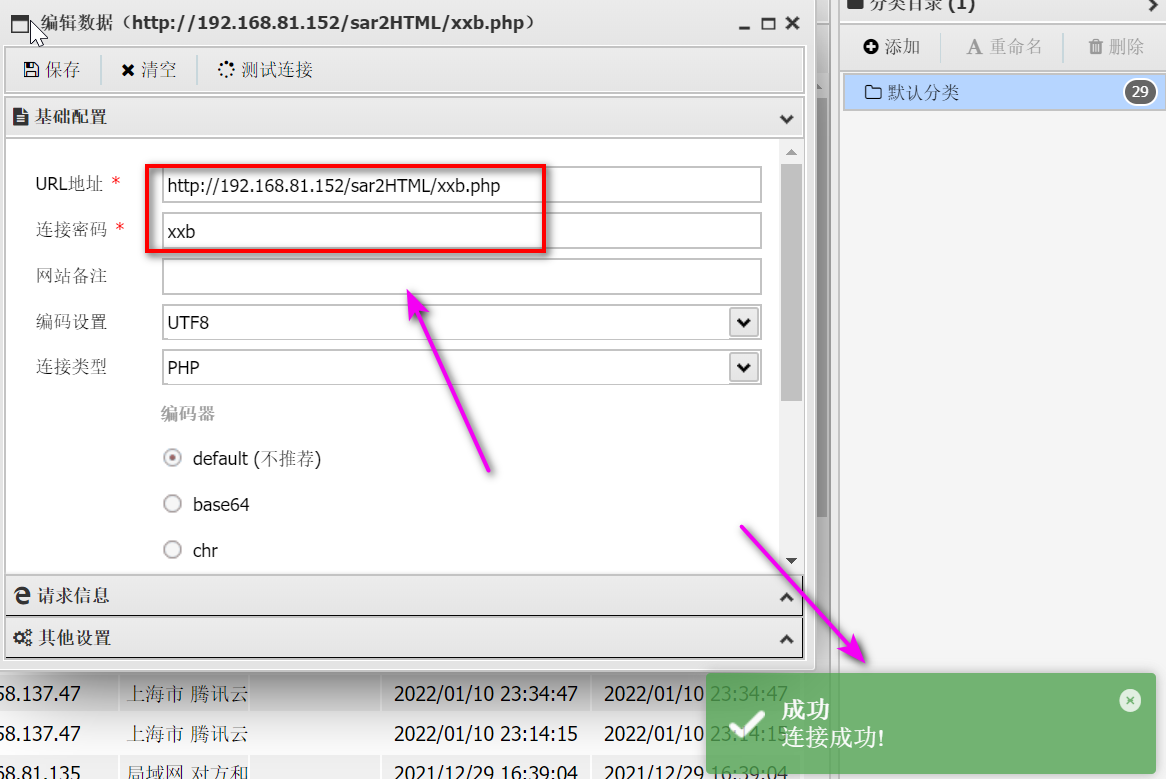 编辑数据（http://192.168.81.152/sar2HTML/xxb.php）
分类目录 (1)
保存 清空 测试连接
添加 重命名 删除
默认分类 29
基础配置
URL地址 * http://192.168.81.152/sar2HTML/xxb.php
连接密码 * xxb
网站备注
编码设置 UTF8
连接类型 PHP
编码器
default (不推荐)
base64
chr
请求信息
其他设置
58.137.47 上海市 腾讯云 2022/01/10 23:34:47 2022/01/10 23:34:47
58.137.47 上海市 腾讯云 2022/01/10 23:14:15 2022/01/10 23:14:15
68.81.135 局域网 对方和 2021/12/29 16:39:04 2021/12/29 16:39:04
成功
连接成功!